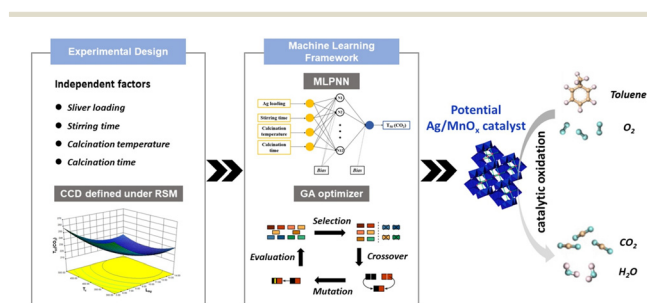 Experimental Design
Independent factors
Sliver loading
Stirring time
Calcination temperature
Calcination time
CCD defined under RSM
Machine Learning
Framework
MLPNN
Ag loading
Stirring time
Calcination
temperature
Calcination
time
Bias
Bias
GA optimizer
Selection
Crossover
Mutation
Evaluation
Potential
Ag/MnOₓ catalyst
catalytic oxidation
Toluene
O₂
CO₂
H₂O